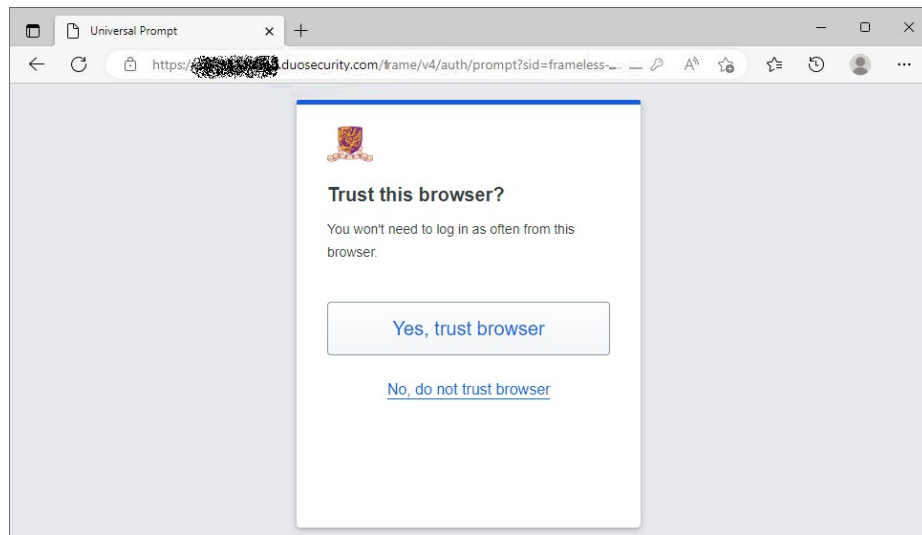 Universal Prompt
https:/ .duosecurity.com/frame/v4/auth/prompt?sid=frameless-
Trust this browser?
You won't need to log in as often from this
browser.
Yes, trust browser
No, do not trust browser